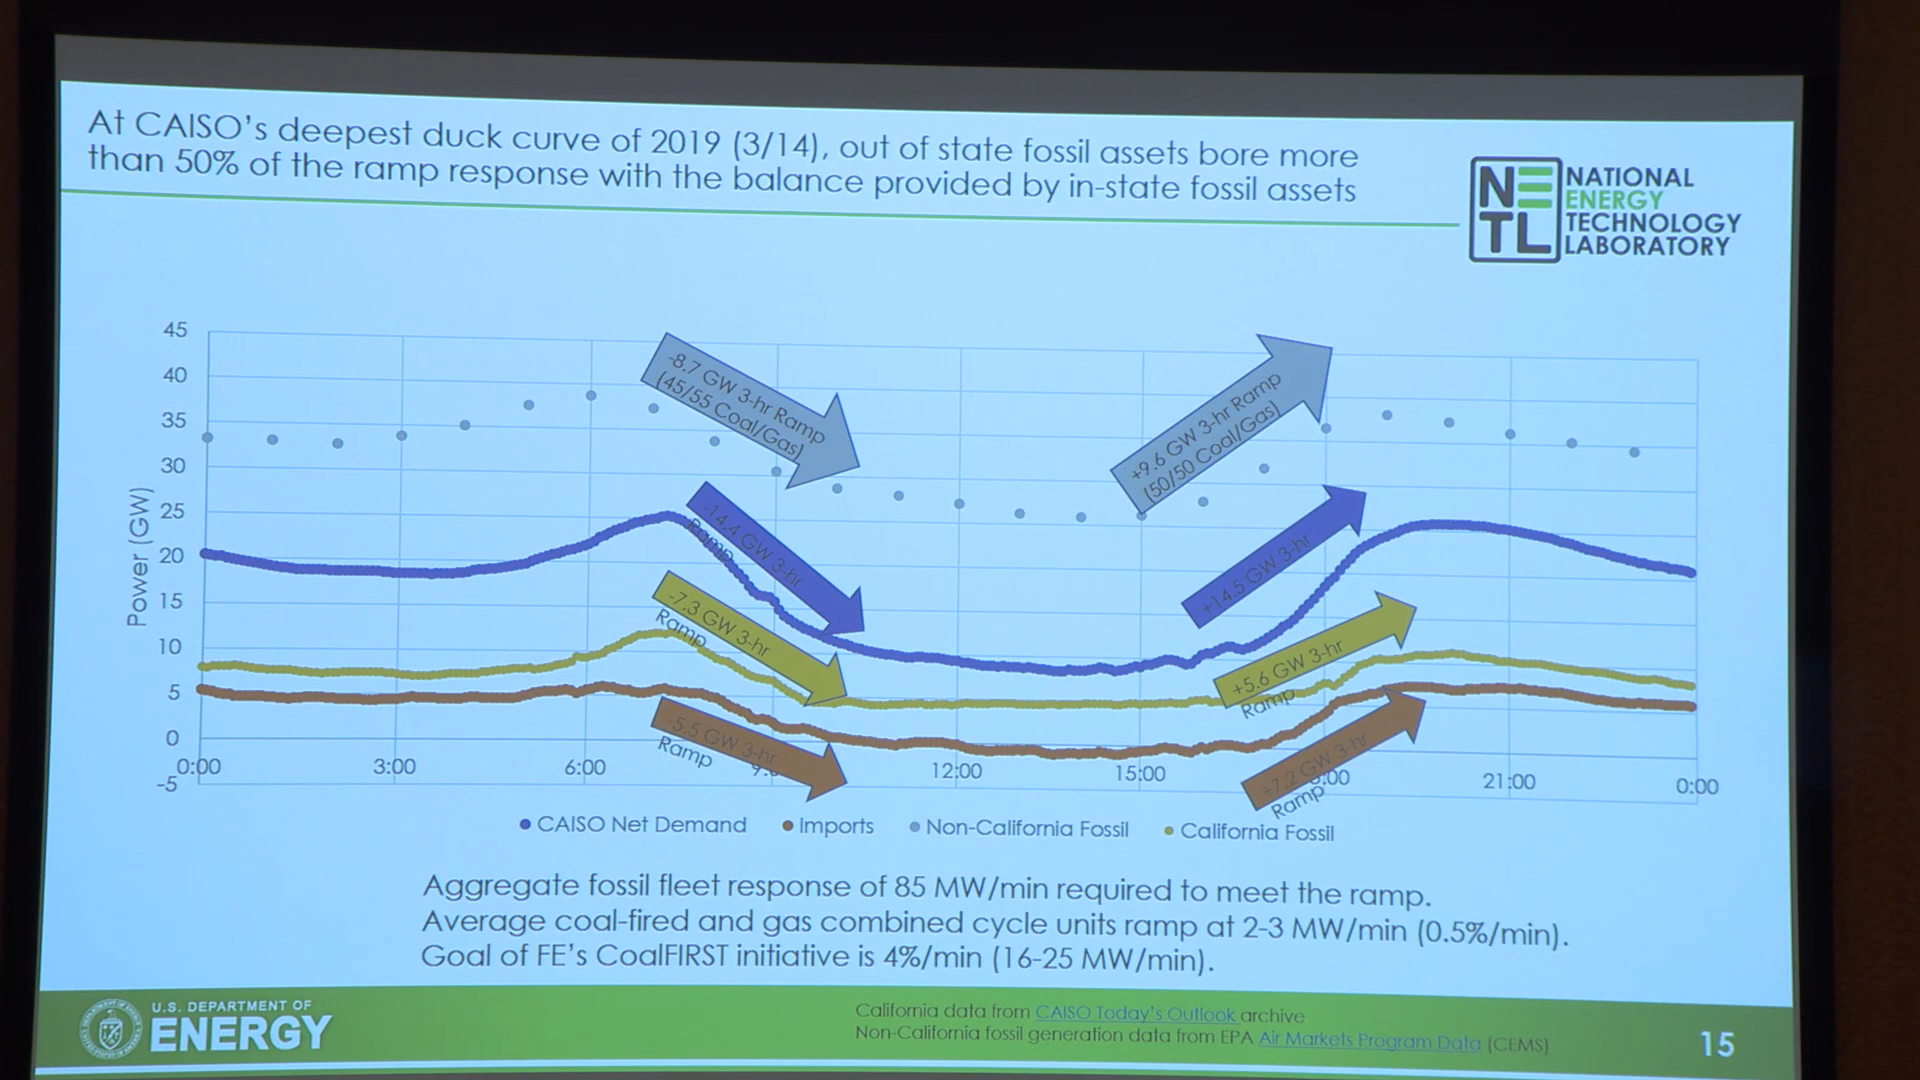 At CAISO's deepest duck curve of 2019 (3/14), out of state fossil assets bore more
than 50% of the ramp response with the balance provided by in-state fossil assets
NETL
NATIONAL
ENERGY
TECHNOLOGY
LABORATORY
45
40
35
30
25
20
15
10
5
0
-5
Power (GW)
-8.7 GW 3-hr Ramp
(45/55 Coal/Gas)
+9.6 GW 3-hr Ramp
(50/50 Coal/Gas)
-14.4 GW 3-hr
Ramp
+14.5 GW 3-hr
-7.3 GW 3-hr
Ramp
+5.6 GW 3-hr
Ramp
-5.5 GW 3-hr
Ramp
+7.2 GW 3-hr
Ramp
0:00
3:00
6:00
12:00
15:00
21:00
0:00
CAISO Net Demand
Imports
Non-California Fossil
California Fossil
Aggregate fossil fleet response of 85 MW/min required to meet the ramp.
Average coal-fired and gas combined cycle units ramp at 2-3 MW/min (0.5%/min).
Goal of FE's CoalFIRST initiative is 4%/min (16-25 MW/min).
U.S. DEPARTMENT OF
ENERGY
California data from CAISO Today's Outlook archive
Non-California fossil generation data from EPA Air Markets Program Data (CEMS)
15